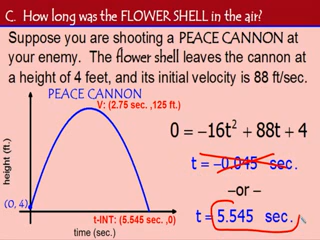 C. How long was the FLOWER SHELL in the air?
Suppose you are shooting a PEACE CANNON at
your enemy. The flower shell leaves the cannon at
a height of 4 feet, and its initial velocity is 88 ft/sec.
PEACE CANNON
V: (2.75 sec. ,125 ft.)
0 = –16t² + 88t + 4
t = –0.045 sec.
–or –
t = 5.545 sec.
height (ft.)
(0, 4)
t-INT: (5.545 sec. ,0)
time (sec.)